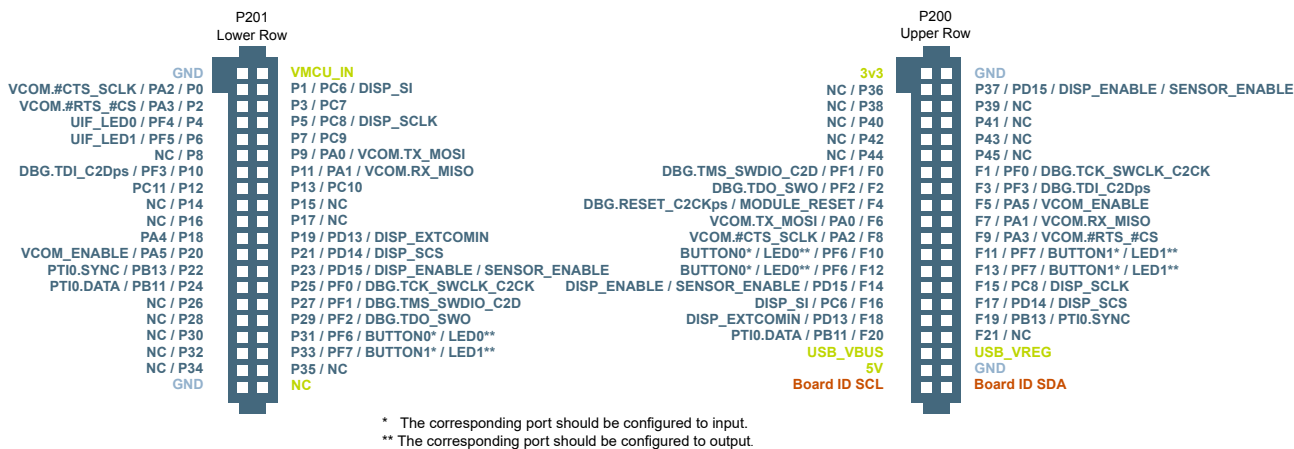 P201
Lower Row
GND
VMCU_IN
VCOM.#CTS_SCLK / PA2 / P0
P1 / PC6 / DISP_SI
VCOM.#RTS_#CS / PA3 / P2
P3 / PC7
UIF_LED0 / PF4 / P4
P5 / PC8 / DISP_SCLK
UIF_LED1 / PF5 / P6
P7 / PC9
NC / P8
P9 / PA0 / VCOM.TX_MOSI
DBG.TDI_C2Dps / PF3 / P10
P11 / PA1 / VCOM.RX_MISO
PC11 / P12
P13 / PC10
NC / P14
P15 / NC
NC / P16
P17 / NC
PA4 / P18
P19 / PD13 / DISP_EXTCOMIN
VCOM_ENABLE / PA5 / P20
P21 / PD14 / DISP_SCS
PTI0.SYNC / PB13 / P22
P23 / PD15 / DISP_ENABLE / SENSOR_ENABLE
PTI0.DATA / PB11 / P24
P25 / PF0 / DBG.TCK_SWCLK_C2CK
NC / P26
P27 / PF1 / DBG.TMS_SWDIO_C2D
NC / P28
P29 / PF2 / DBG.TDO_SWO
NC / P30
P31 / PF6 / BUTTON0* / LED0**
NC / P32
P33 / PF7 / BUTTON1* / LED1**
NC / P34
P35 / NC
GND
NC
P200
Upper Row
3v3
GND
NC / P36
P37 / PD15 / DISP_ENABLE / SENSOR_ENABLE
NC / P38
P39 / NC
NC / P40
P41 / NC
NC / P42
P43 / NC
NC / P44
P45 / NC
DBG.TMS_SWDIO_C2D / PF1 / F0
F1 / PF0 / DBG.TCK_SWCLK_C2CK
DBG.TDO_SWO / PF2 / F2
F3 / PF3 / DBG.TDI_C2Dps
DBG.RESET_C2CKps / MODULE_RESET / F4
F5 / PA5 / VCOM_ENABLE
VCOM.TX_MOSI / PA0 / F6
F7 / PA1 / VCOM.RX_MISO
VCOM.#CTS_SCLK / PA2 / F8
F9 / PA3 / VCOM.#RTS_#CS
BUTTON0* / LED0** / PF6 / F10
F11 / PF7 / BUTTON1* / LED1**
BUTTON0* / LED0** / PF6 / F12
F13 / PF7 / BUTTON1* / LED1**
DISP_ENABLE / SENSOR_ENABLE / PD15 / F14
F15 / PC8 / DISP_SCLK
DISP_SI / PC6 / F16
F17 / PD14 / DISP_SCS
DISP_EXTCOMIN / PD13 / F18
F19 / PB13 / PTI0.SYNC
PTI0.DATA / PB11 / F20
F21 / NC
USB_VBUS
USB_VREG
5V
GND
Board ID SCL
Board ID SDA
* The corresponding port should be configured to input.
** The corresponding port should be configured to output.